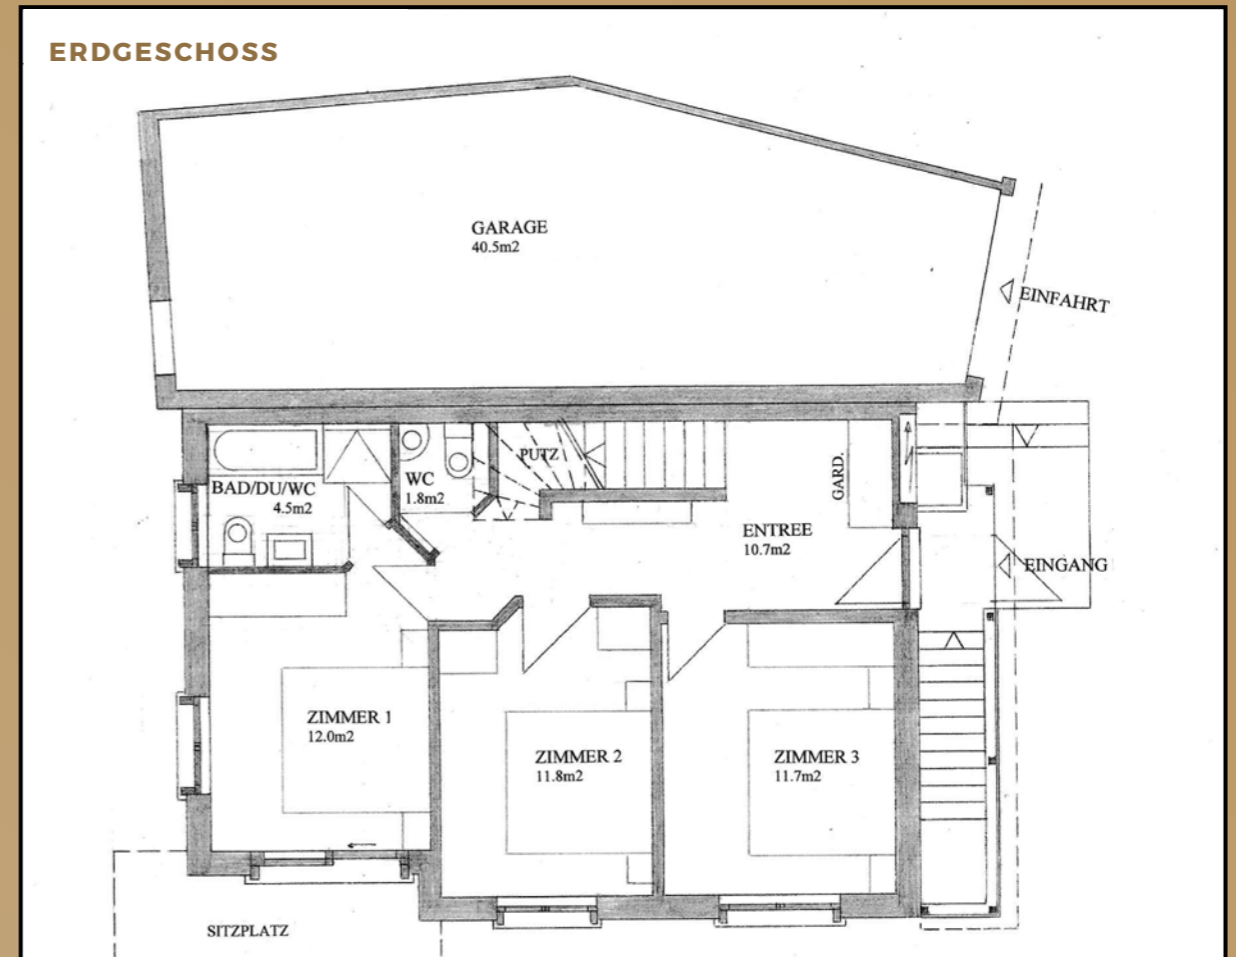 ERDGESCHOSS
GARAGE
40.5m2
EINFAHRT
PUTZ
BAD/DU/WC
4.5m2
WC
1.8m2
GARD.
ENTREE
10.7m2
EINGANG
ZIMMER 1
12.0m2
ZIMMER 2
11.8m2
ZIMMER 3
11.7m2
SITZPLATZ